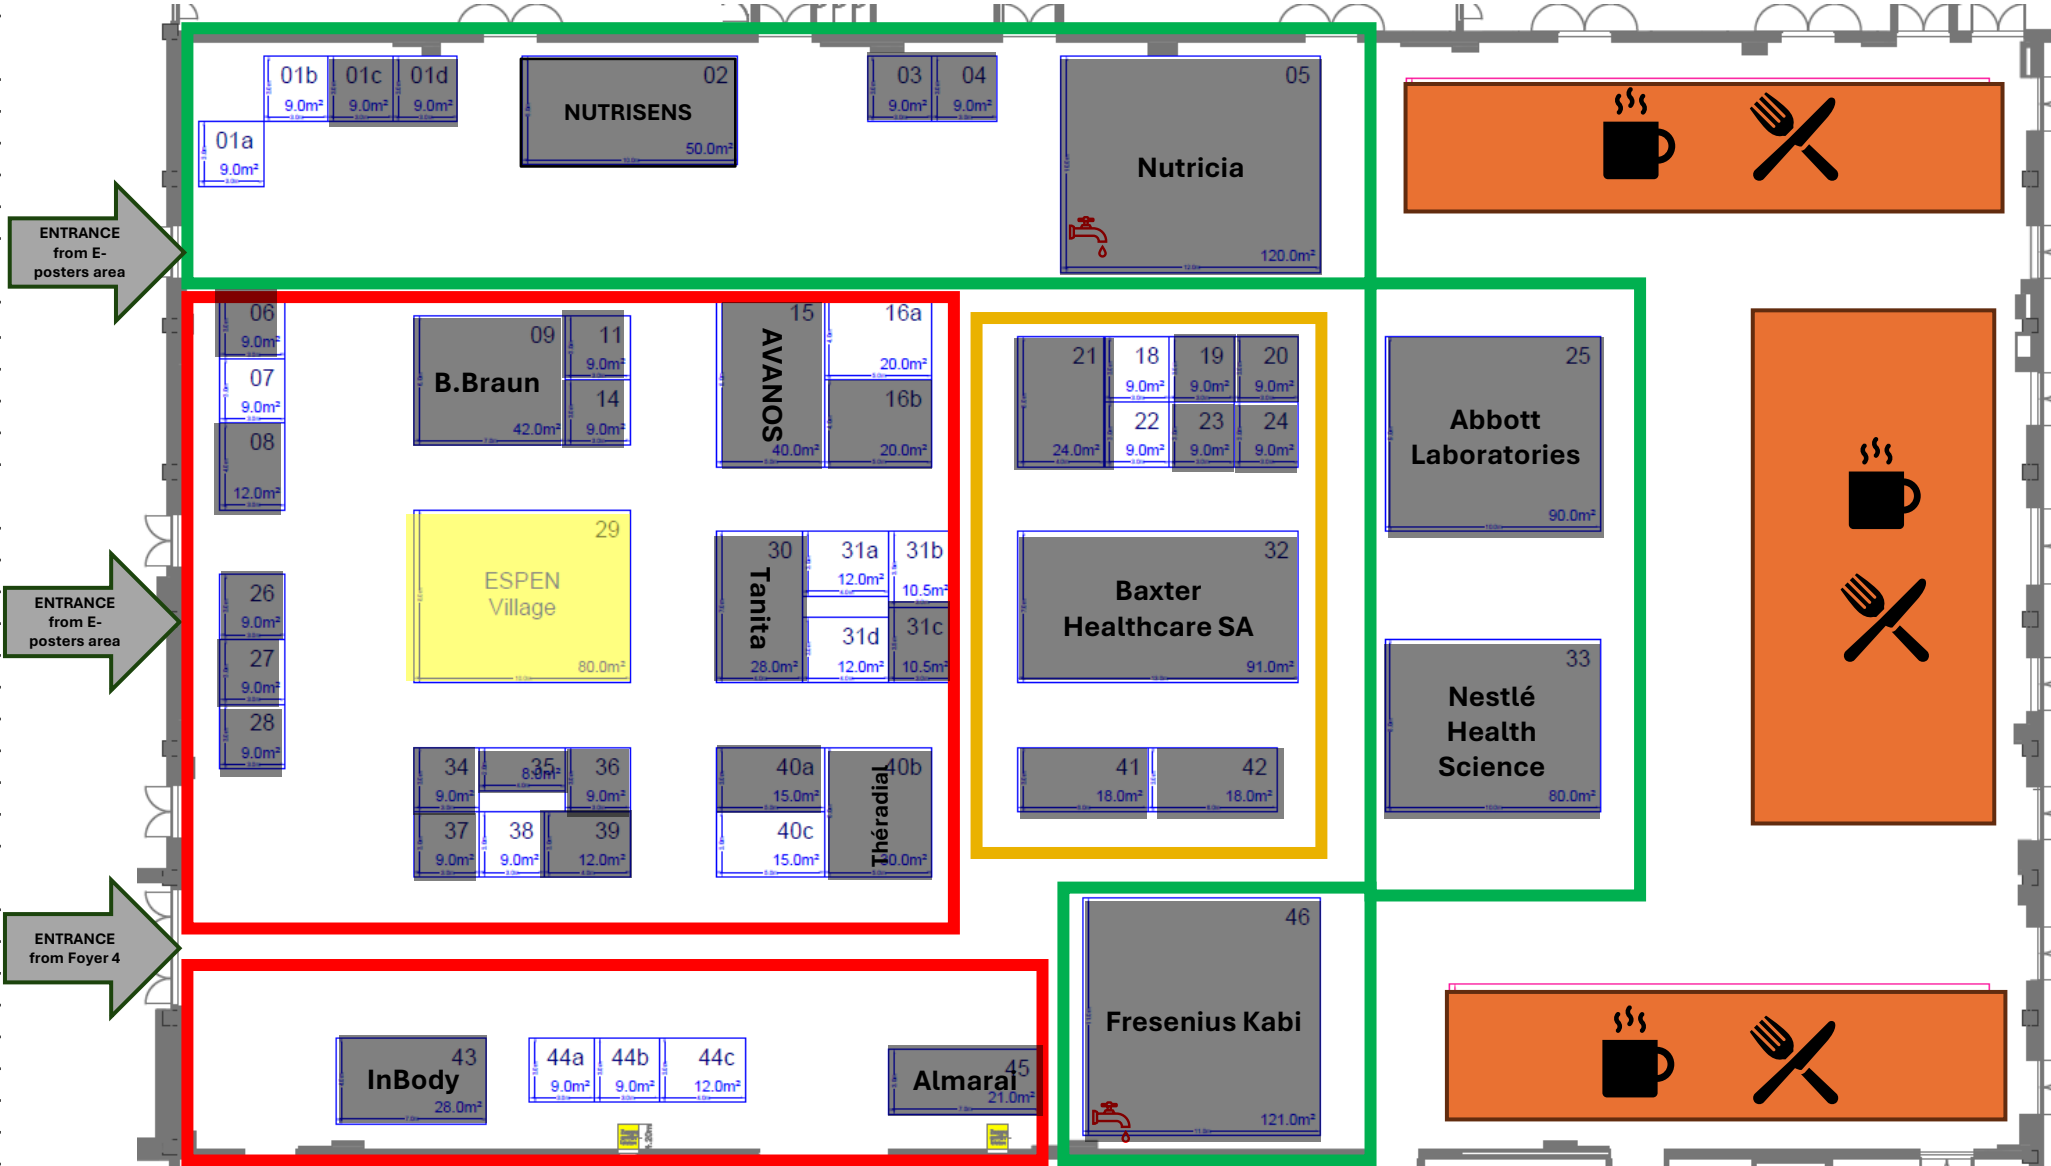 01b
9.0m²
01c
9.0m²
01d
9.0m²
01a
9.0m²
02
NUTRISENS
50.0m²
03
9.0m²
04
9.0m²
05
Nutricia
120.0m²
ENTRANCE
from E-
posters area
06
9.0m²
07
9.0m²
08
12.0m²
09
B.Braun
42.0m²
11
9.0m²
14
9.0m²
15
AVANOS
40.0m²
16a
20.0m²
16b
20.0m²
21
24.0m²
18
9.0m²
19
9.0m²
20
9.0m²
22
9.0m²
23
9.0m²
24
9.0m²
25
Abbott
Laboratories
90.0m²
ENTRANCE
from E-
posters area
26
9.0m²
27
9.0m²
28
9.0m²
29
ESPEN
Village
80.0m²
30
Tanita
28.0m²
31a
12.0m²
31b
10.5m²
31d
12.0m²
31c
10.5m²
32
Baxter
Healthcare SA
91.0m²
33
Nestlé
Health
Science
80.0m²
34
9.0m²
35
8.0m²
36
9.0m²
37
9.0m²
38
9.0m²
39
12.0m²
40a
15.0m²
40b
Théradial
30.0m²
40c
15.0m²
41
18.0m²
42
18.0m²
ENTRANCE
from Foyer 4
43
InBody
28.0m²
44a
9.0m²
44b
9.0m²
44c
12.0m²
45
Almarai
21.0m²
46
Fresenius Kabi
121.0m²